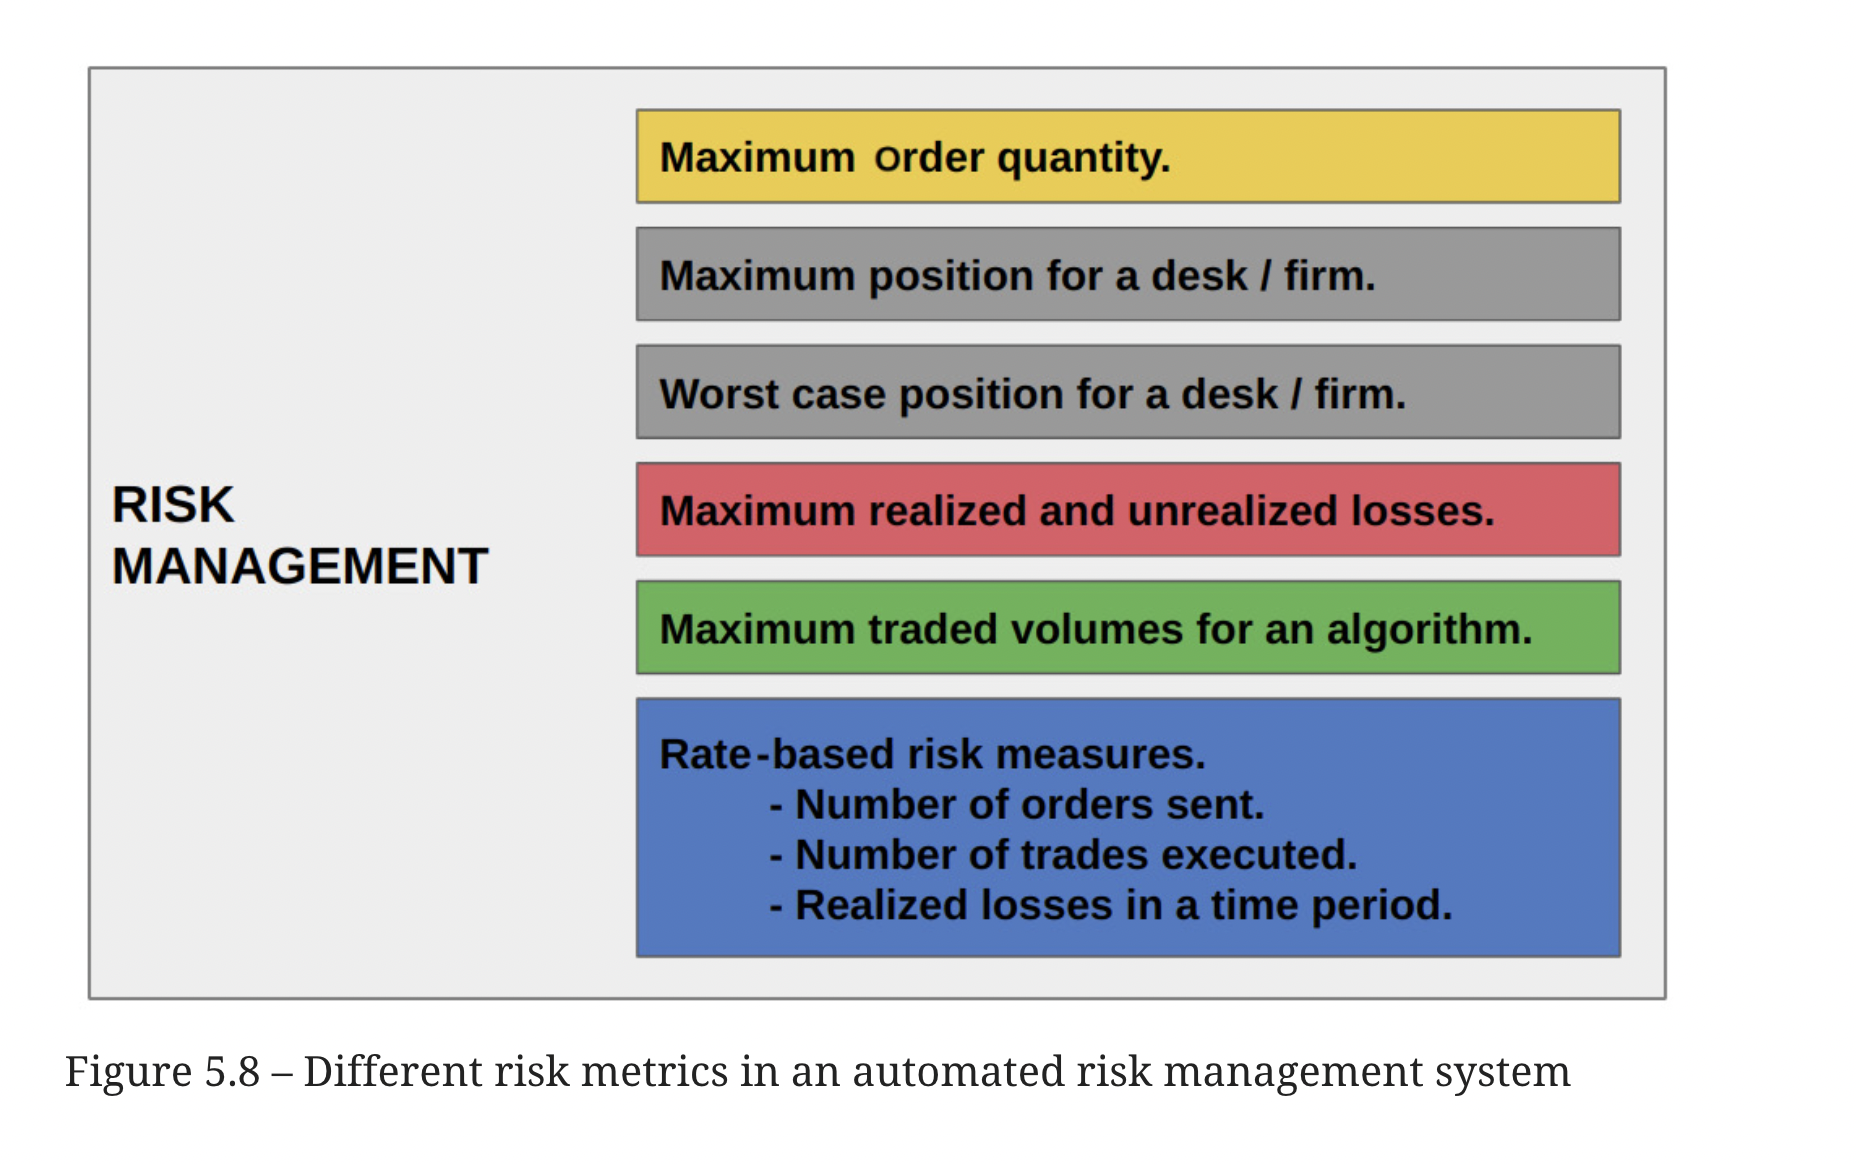 Maximum Order quantity.
Maximum position for a desk / firm.
Worst case position for a desk / firm.
RISK
MANAGEMENT
Maximum realized and unrealized losses.
Maximum traded volumes for an algorithm.
Rate-based risk measures.
- Number of orders sent.
- Number of trades executed.
- Realized losses in a time period.
Figure 5.8 – Different risk metrics in an automated risk management system